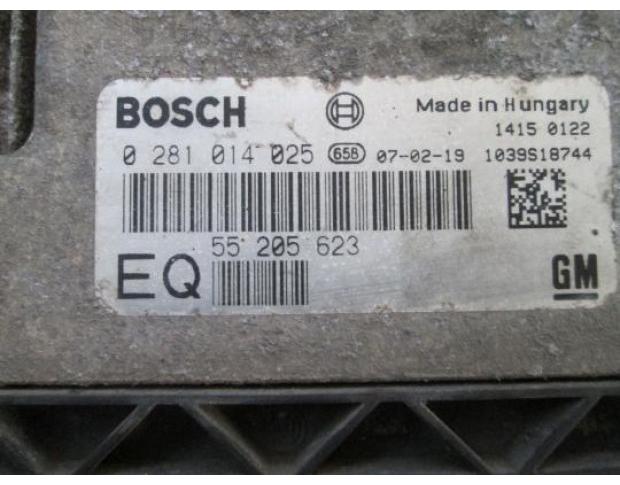 BOSCH Made in Hungary
1415 0122
0 281 014 025 658 07-02-19 1039S18744
55 205 623
EQ
GM